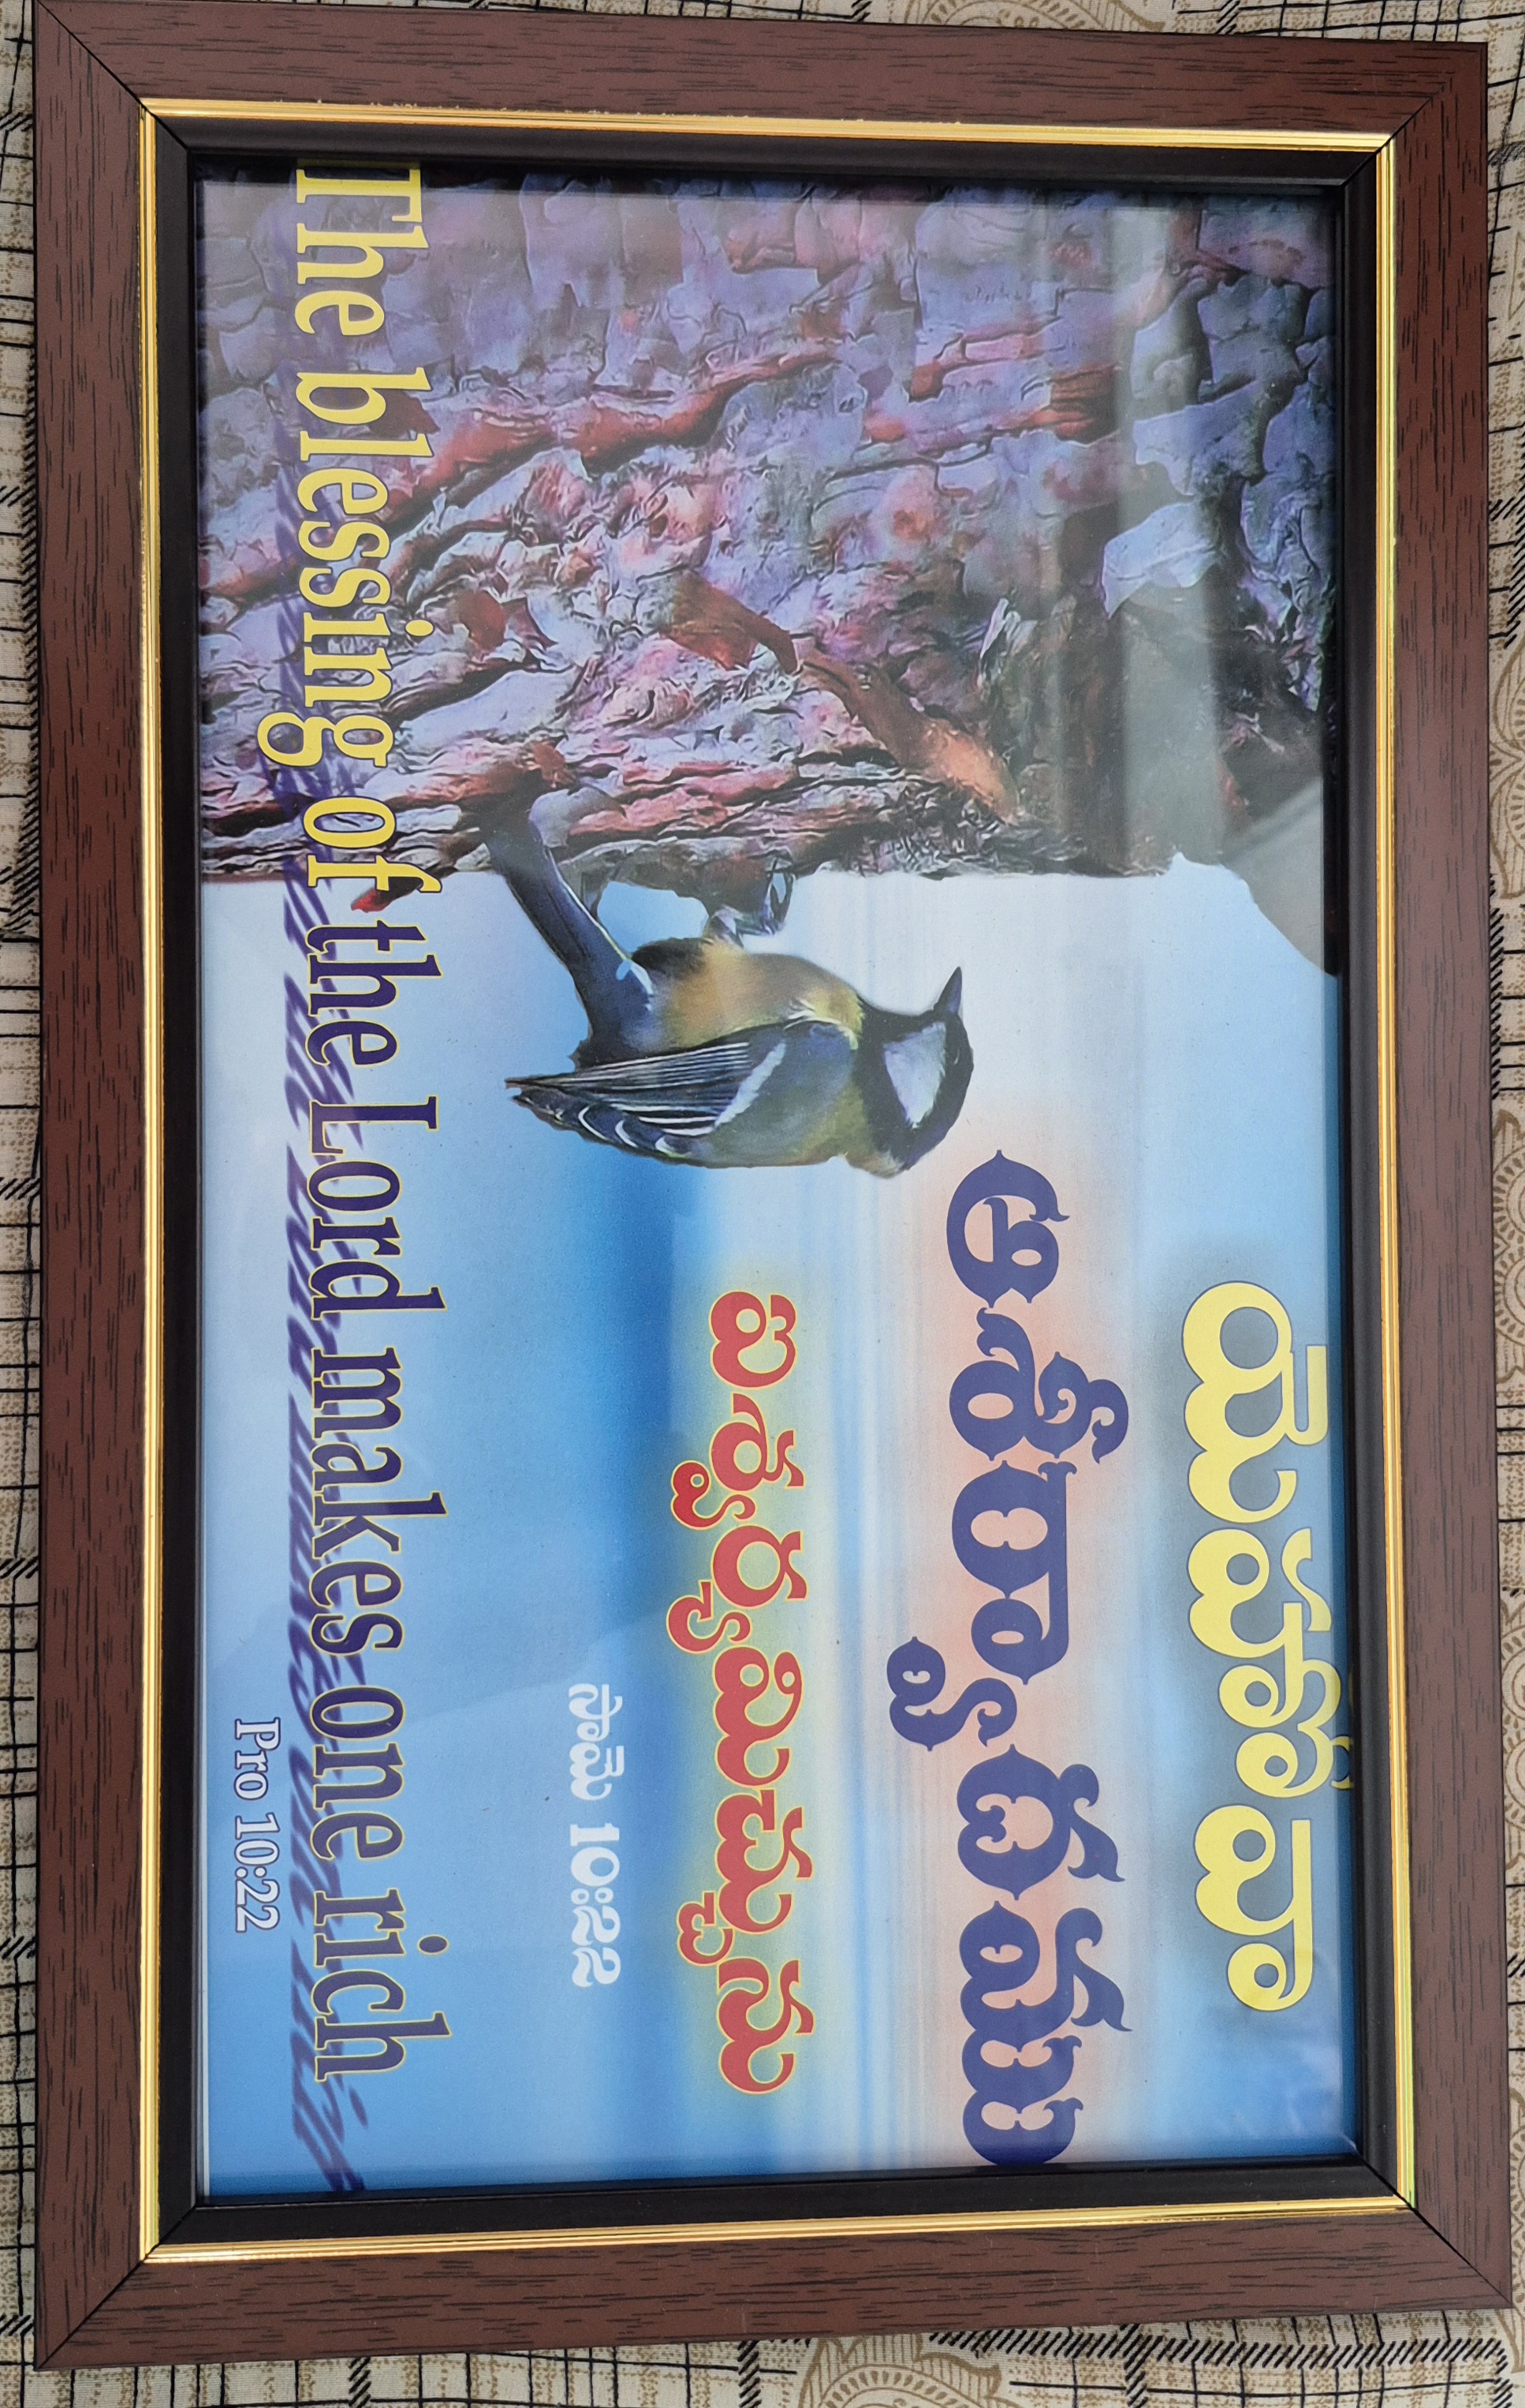 యెహోవా
ఆశీర్వాదము
ఐశ్వర్యమిచ్చును
సామె 10:22
The blessing of the Lord makes one rich
Pro 10:22